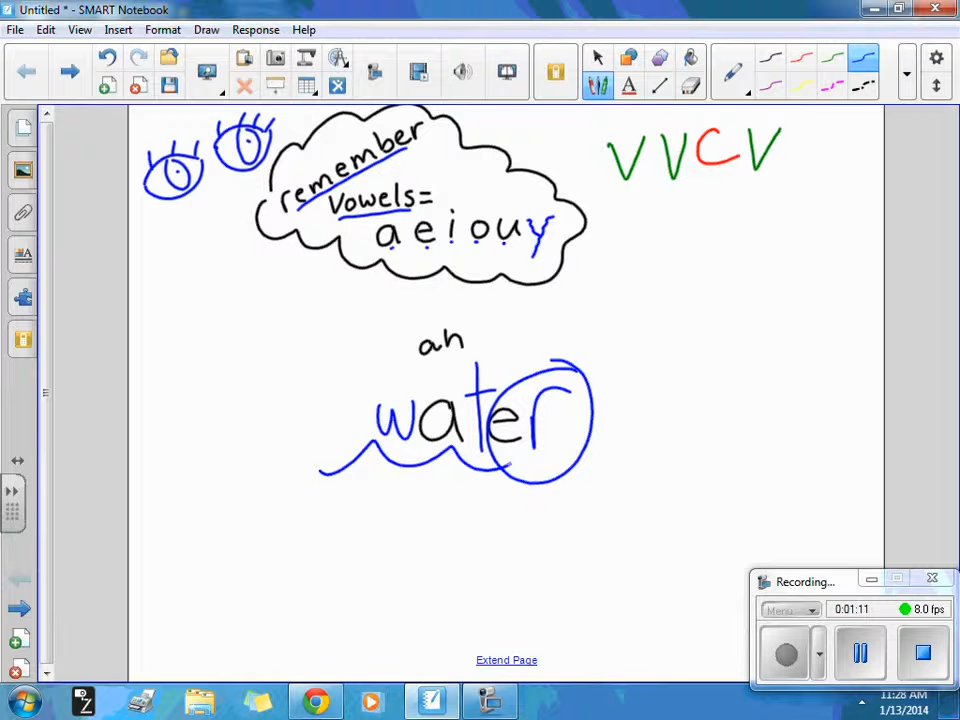 Untitled * - SMART Notebook
File Edit View Insert Format Draw Response Help
remember
Vowels=
a e i o u y
V V C V
ah
water
Extend Page
Recording...
Menu
0:01:11
8.0 fps
11:28 AM
1/13/2014